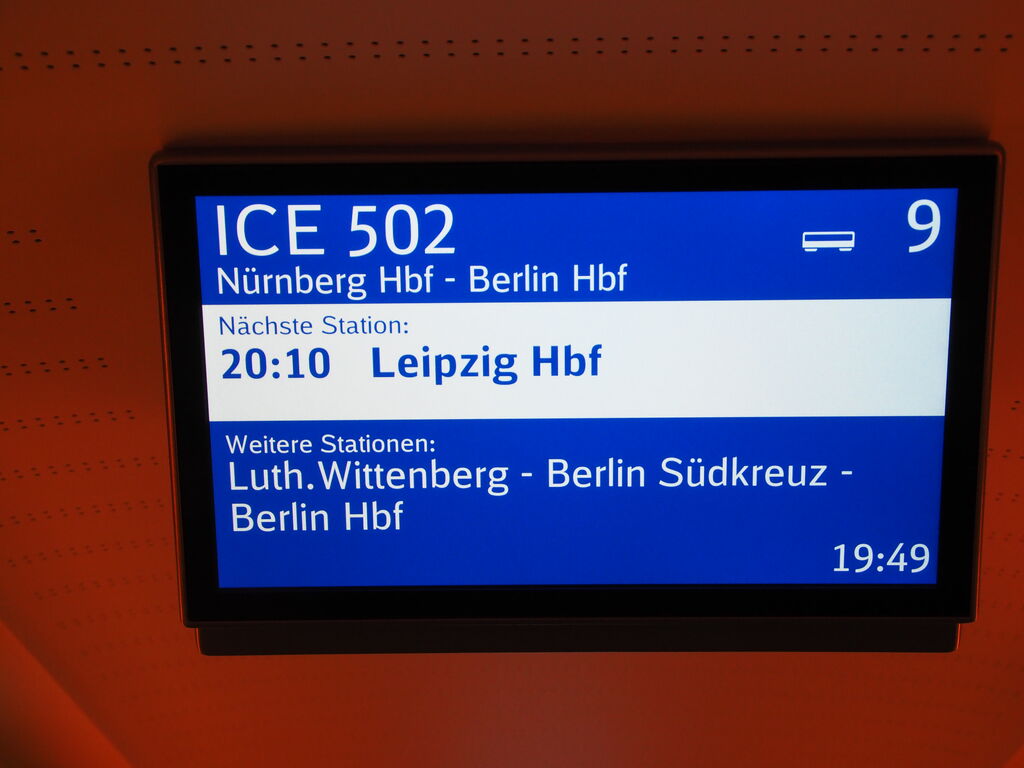 ICE 502
9
Nürnberg Hbf - Berlin Hbf
Nächste Station:
20:10 Leipzig Hbf
Weitere Stationen:
Luth.Wittenberg - Berlin Südkreuz -
Berlin Hbf
19:49